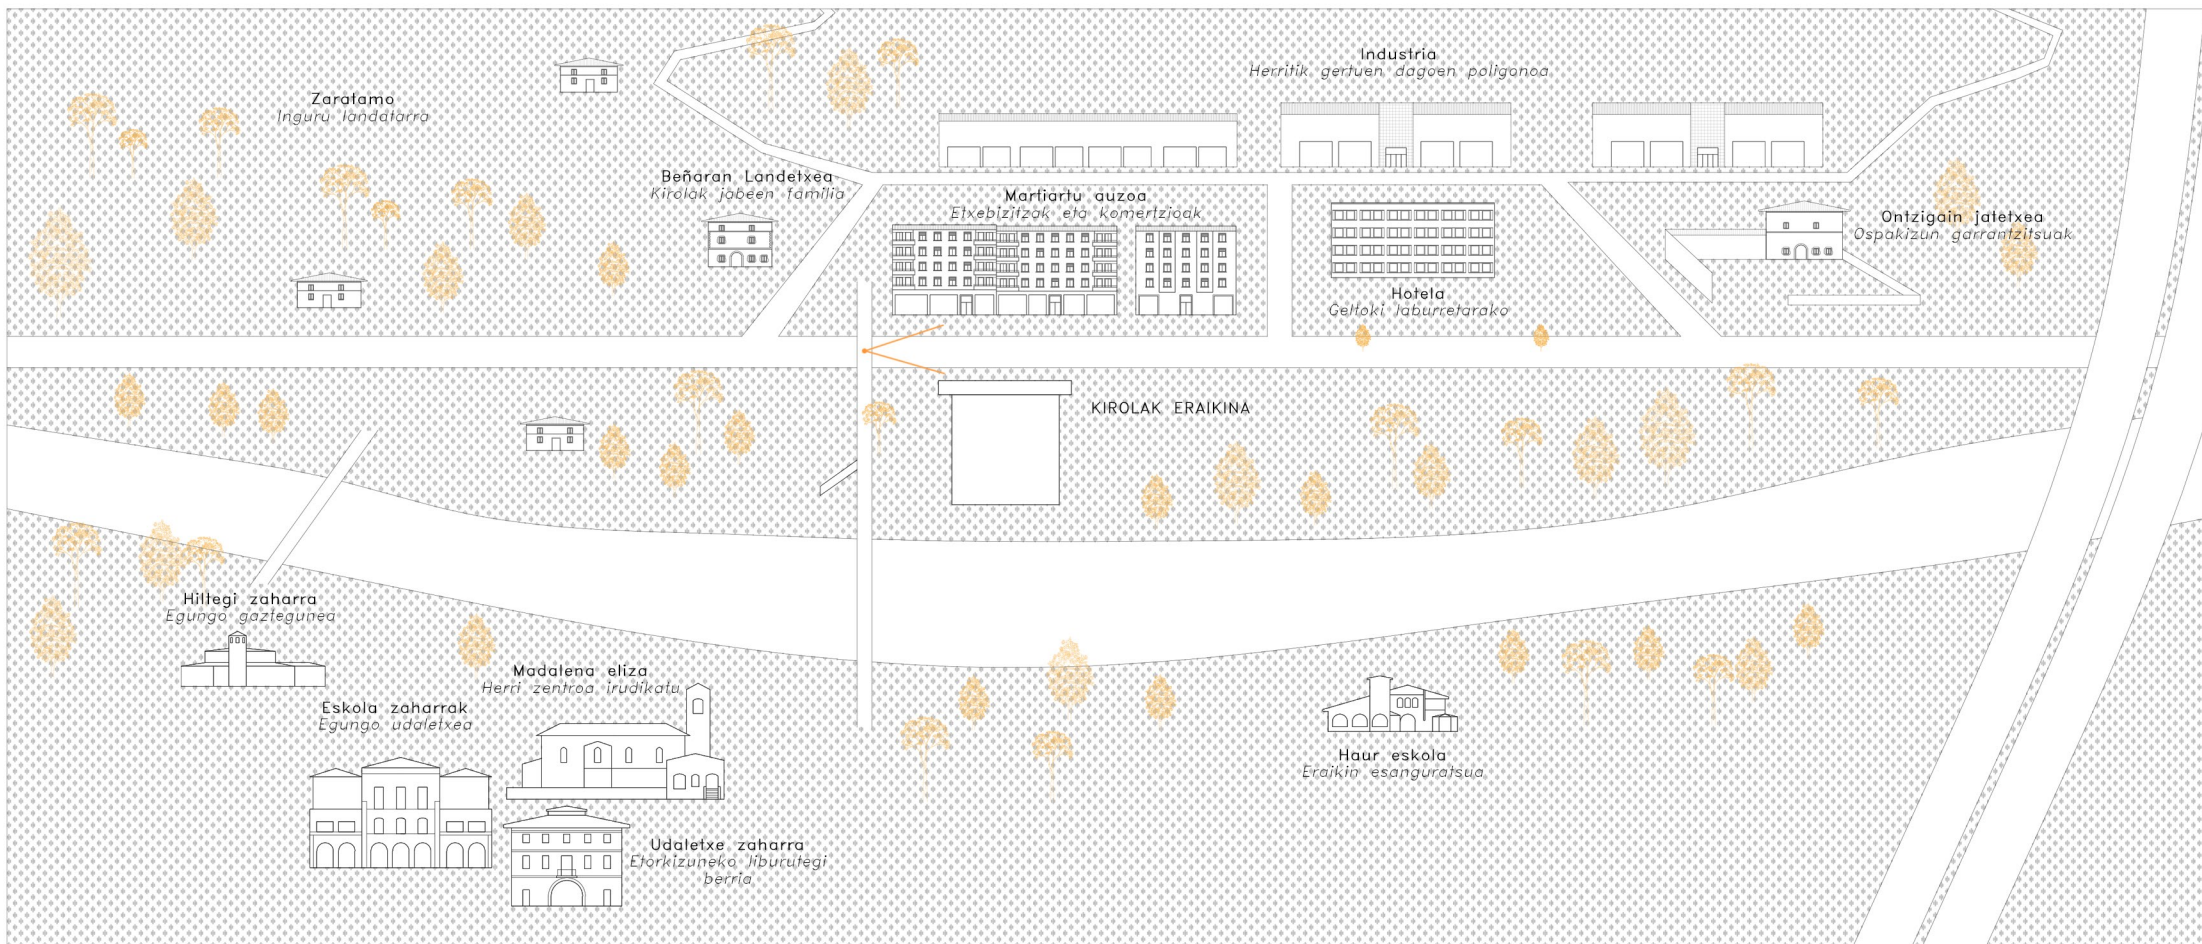 Industria
Herritik gertuen dagoen poligonoa
Zaratamo
Inguru landatarra
Beñaran Landetxea
Kirolak jabeen familia
Martiartu auzoa
Etxebizitzak eta komertzioak
Ontzigain jatetxea
Ospakizun garrantzitsuak
Hotela
Geltoki laburretarako
KIROLAK ERAIKINA
Hiltegi zaharra
Egungo gaztegunea
Madalena eliza
Herri zentroa irudikatu
Eskola zaharrak
Egungo udaletxea
Haur eskola
Eraikin esanguratsua
Udaletxe zaharra
Etorkizuneko liburutegi
berria